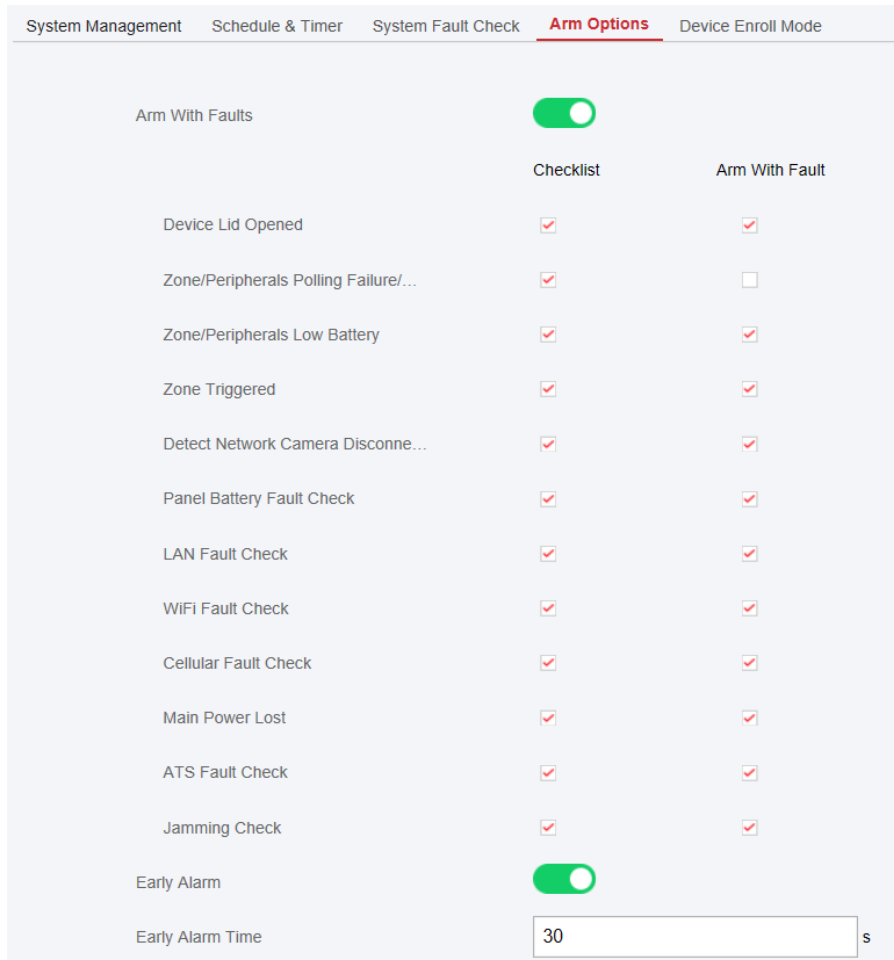 System Management Schedule & Timer System Fault Check Arm Options Device Enroll Mode
Arm With Faults
Checklist Arm With Fault
Device Lid Opened
Zone/Peripherals Polling Failure/...
Zone/Peripherals Low Battery
Zone Triggered
Detect Network Camera Disconne...
Panel Battery Fault Check
LAN Fault Check
WiFi Fault Check
Cellular Fault Check
Main Power Lost
ATS Fault Check
Jamming Check
Early Alarm
Early Alarm Time 30 s